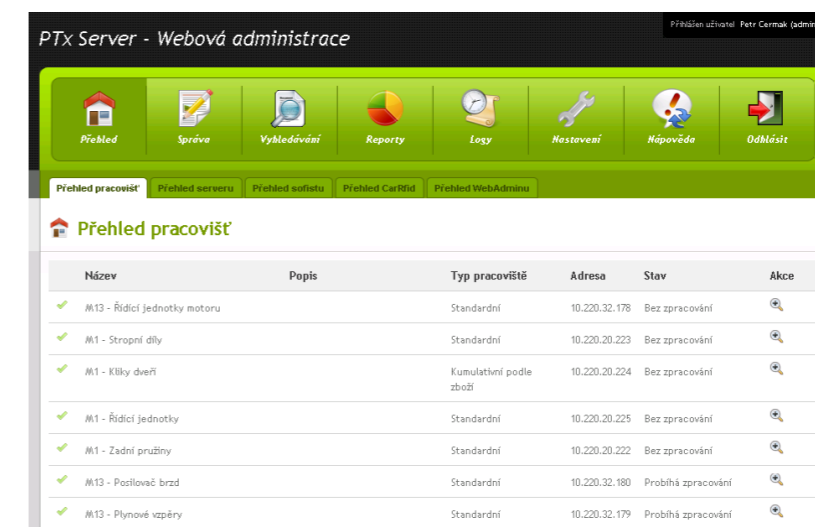 Přihlášen uživatel Petr Cermak (admin
PTx Server - Webová administrace
Přehled Správa Vyhledávání Reporty Logy Nastavení Nápověda Odhlásit
Přehled pracovišť Přehled serveru Přehled sofistu Přehled CarRfid Přehled WebAdminu
Přehled pracovišť
Název Popis Typ pracoviště Adresa Stav Akce
M13 - Řídící jednotky motoru Standardní 10.220.32.178 Bez zpracování
M1 - Stropní díly Standardní 10.220.20.223 Bez zpracování
M1 - Kliky dveří Kumulativní podle 10.220.20.224 Bez zpracování
zboží
M1 - Řídící jednotky Standardní 10.220.20.225 Bez zpracování
M1 - Zadní pružiny Standardní 10.220.20.222 Bez zpracování
M13 - Posilovač brzd Standardní 10.220.32.180 Probíhá zpracování
M13 - Plynové vzpěry Standardní 10.220.32.179 Probíhá zpracování